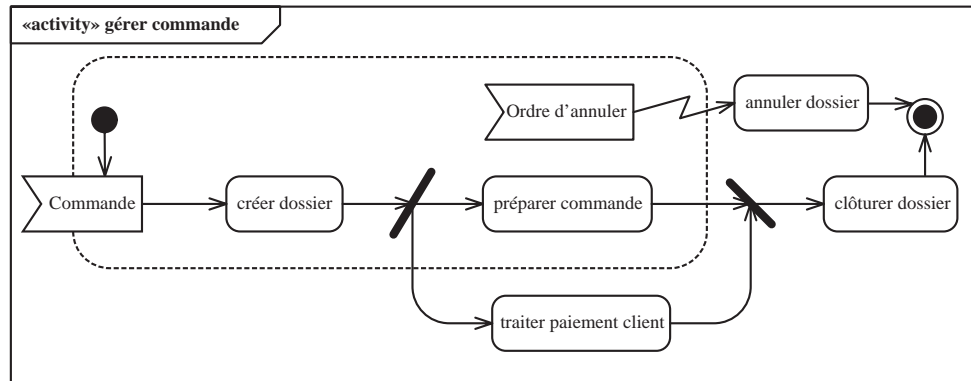 «activity» gérer commande
Ordre d’annuler
annuler dossier
Commande
créer dossier
préparer commande
clôturer dossier
traiter paiement client